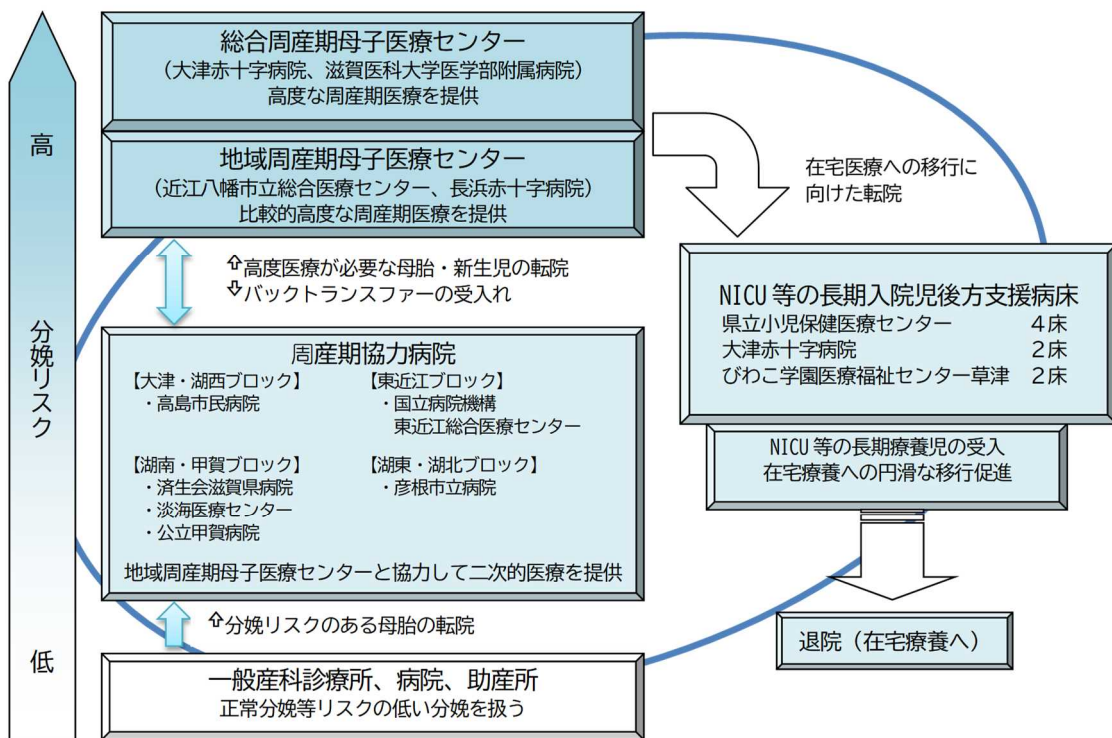 高
分娩リスク
低
総合周産期母子医療センター
（大津赤十字病院、滋賀医科大学医学部附属病院）
高度な周産期医療を提供
地域周産期母子医療センター
（近江八幡市立総合医療センター、長浜赤十字病院）
比較的高度な周産期医療を提供
⇧高度医療が必要な母胎・新生児の転院
⇩バックトランスファーの受入れ
周産期協力病院
【大津・湖西ブロック】
・高島市民病院
【東近江ブロック】
・国立病院機構
東近江総合医療センター
【湖南・甲賀ブロック】
・済生会滋賀県病院
・淡海医療センター
・公立甲賀病院
【湖東・湖北ブロック】
・彦根市立病院
地域周産期母子医療センターと協力して二次的医療を提供
⇧分娩リスクのある母胎の転院
一般産科診療所、病院、助産所
正常分娩等リスクの低い分娩を扱う
在宅医療への移行に
向けた転院
NICU 等の長期入院児後方支援病床
県立小児保健医療センター　４床
大津赤十字病院　２床
びわこ学園医療福祉センター草津　２床
NICU 等の長期療養児の受入
在宅療養への円滑な移行促進
退院（在宅療養へ）